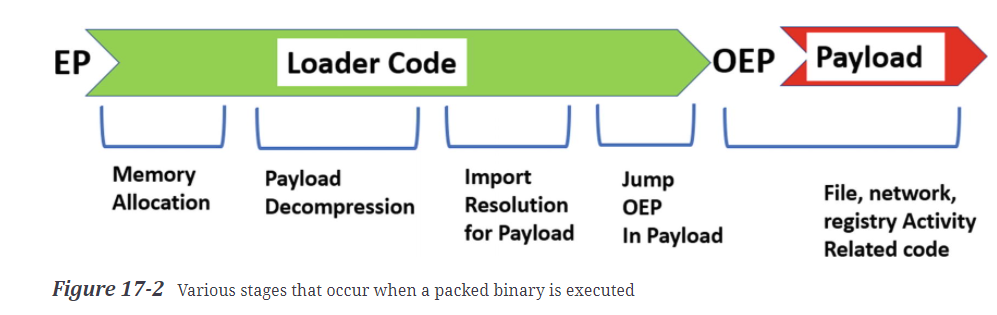 EP
Loader Code
OEP
Payload
Memory
Allocation
Payload
Decompression
Import
Resolution
for Payload
Jump
OEP
In Payload
File, network,
registry Activity
Related code
Figure 17-2 Various stages that occur when a packed binary is executed